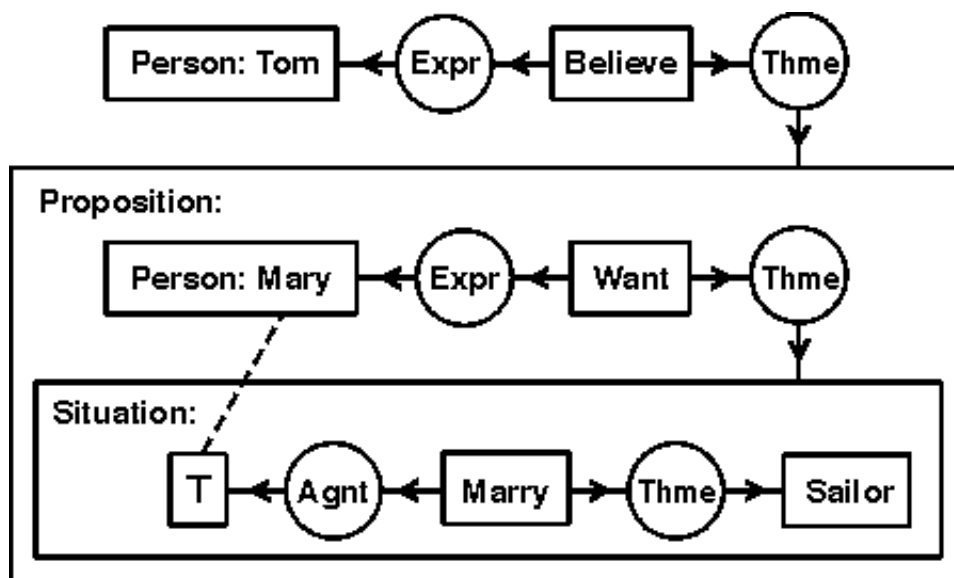 Person: Tom Expr Believe Thme
Proposition:
Person: Mary Expr Want Thme
Situation:
T Agnt Marry Thme Sailor